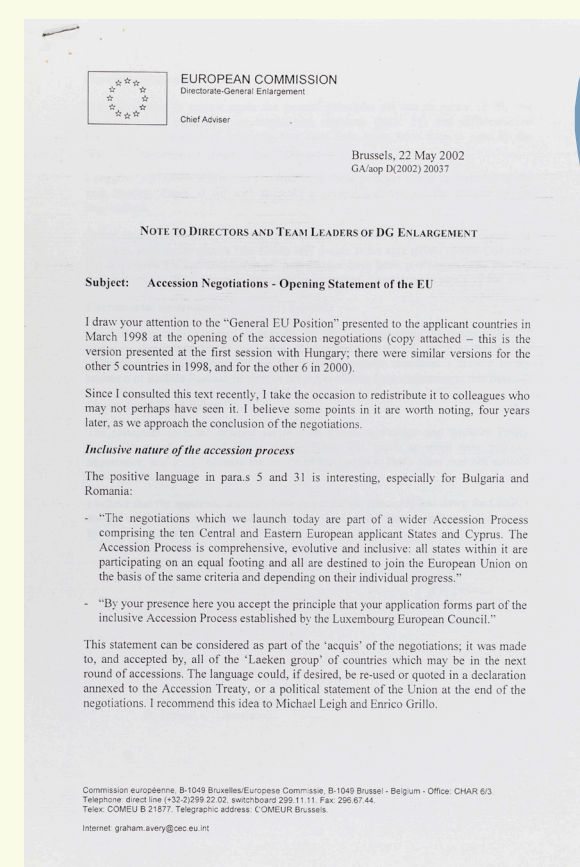 EUROPEAN COMMISSION
Directorate-General Enlargement
Chief Adviser
Brussels, 22 May 2002
GA/aop D(2002) 20037
NOTE TO DIRECTORS AND TEAM LEADERS OF DG ENLARGEMENT
Subject: Accession Negotiations - Opening Statement of the EU
I draw your attention to the “General EU Position” presented to the applicant countries in
March 1998 at the opening of the accession negotiations (copy attached – this is the
version presented at the first session with Hungary; there were similar versions for the
other 5 countries in 1998, and for the other 6 in 2000).
Since I consulted this text recently, I take the occasion to redistribute it to colleagues who
may not perhaps have seen it. I believe some points in it are worth noting, four years
later, as we approach the conclusion of the negotiations.
Inclusive nature of the accession process
The positive language in para.s 5 and 31 is interesting, especially for Bulgaria and
Romania:
- “The negotiations which we launch today are part of a wider Accession Process
comprising the ten Central and Eastern European applicant States and Cyprus. The
Accession Process is comprehensive, evolutive and inclusive: all states within it are
participating on an equal footing and all are destined to join the European Union on
the basis of the same criteria and depending on their individual progress.”
- “By your presence here you accept the principle that your application forms part of the
inclusive Accession Process established by the Luxembourg European Council.”
This statement can be considered as part of the ‘acquis’ of the negotiations; it was made
to, and accepted by, all of the ‘Laeken group’ of countries which may be in the next
round of accessions. The language could, if desired, be re-used or quoted in a declaration
annexed to the Accession Treaty, or a political statement of the Union at the end of the
negotiations. I recommend this idea to Michael Leigh and Enrico Grillo.
Commission européenne, B-1049 Bruxelles/Europese Commissie, B-1049 Brussel - Belgium - Office: CHAR 6/3
Telephone: direct line (+32-2)299.22.02, switchboard 299.11.11. Fax: 296.67.44.
Telex: COMEU B 21877. Telegraphic address: COMEUR Brussels.
Internet: graham.avery@cec.eu.int